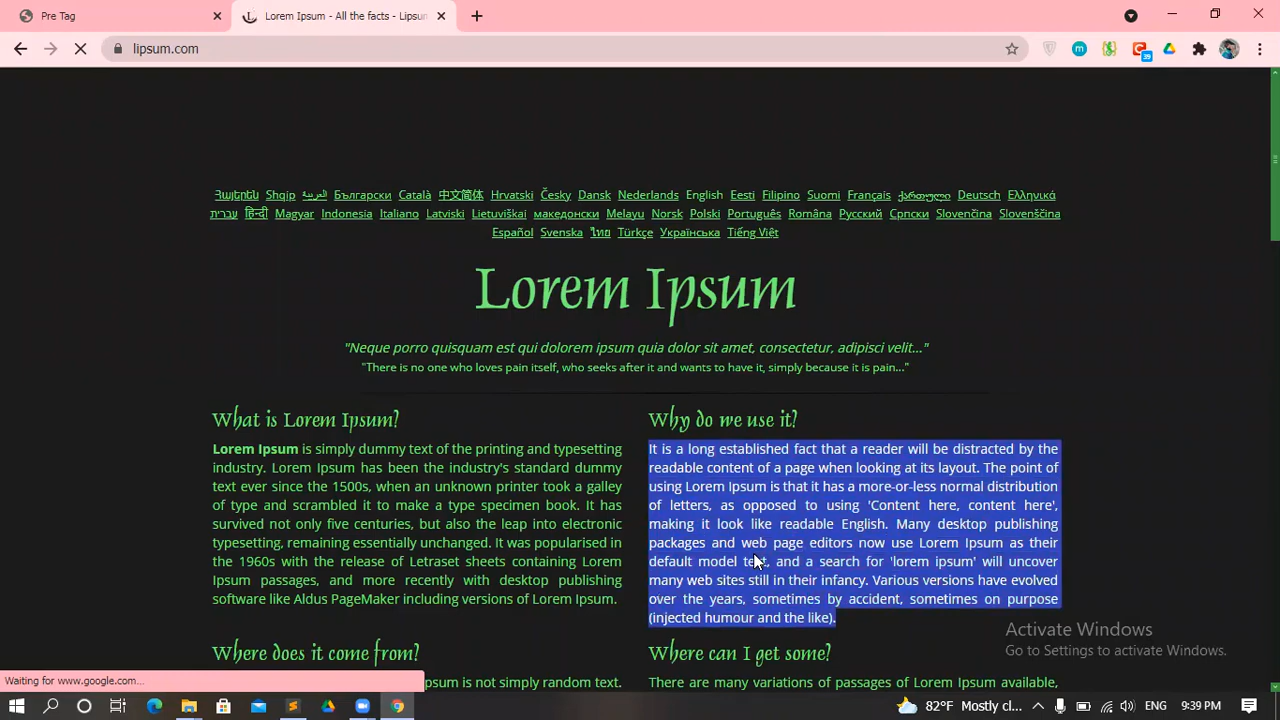 Pre Tag
Lorem Ipsum - All the facts - Lipsum
lipsum.com
39
Հայերեն Shqip العربية Български Català 中文简体 Hrvatski Česky Dansk Nederlands English Eesti Filipino Suomi Français ქართული Deutsch Ελληνικά
עברית हिन्दी Magyar Indonesia Italiano Latviski Lietuviškai македонски Melayu Norsk Polski Português Româna Pyccкий Српски Slovenčina Slovenščina
Español Svenska ไทย Türkçe Українська Tiếng Việt
Lorem Ipsum
"Neque porro quisquam est qui dolorem ipsum quia dolor sit amet, consectetur, adipisci velit..."
"There is no one who loves pain itself, who seeks after it and wants to have it, simply because it is pain..."
What is Lorem Ipsum?
Lorem Ipsum is simply dummy text of the printing and typesetting
industry. Lorem Ipsum has been the industry's standard dummy
text ever since the 1500s, when an unknown printer took a galley
of type and scrambled it to make a type specimen book. It has
survived not only five centuries, but also the leap into electronic
typesetting, remaining essentially unchanged. It was popularised in
the 1960s with the release of Letraset sheets containing Lorem
Ipsum passages, and more recently with desktop publishing
software like Aldus PageMaker including versions of Lorem Ipsum.
Why do we use it?
It is a long established fact that a reader will be distracted by the
readable content of a page when looking at its layout. The point of
using Lorem Ipsum is that it has a more-or-less normal distribution
of letters, as opposed to using 'Content here, content here',
making it look like readable English. Many desktop publishing
packages and web page editors now use Lorem Ipsum as their
default model text, and a search for 'lorem ipsum' will uncover
many web sites still in their infancy. Various versions have evolved
over the years, sometimes by accident, sometimes on purpose
(injected humour and the like).
Where does it come from?
psum is not simply random text.
Where can I get some?
There are many variations of passages of Lorem Ipsum available,
Activate Windows
Go to Settings to activate Windows.
Waiting for www.google.com...
82°F Mostly cl...
ENG
9:39 PM